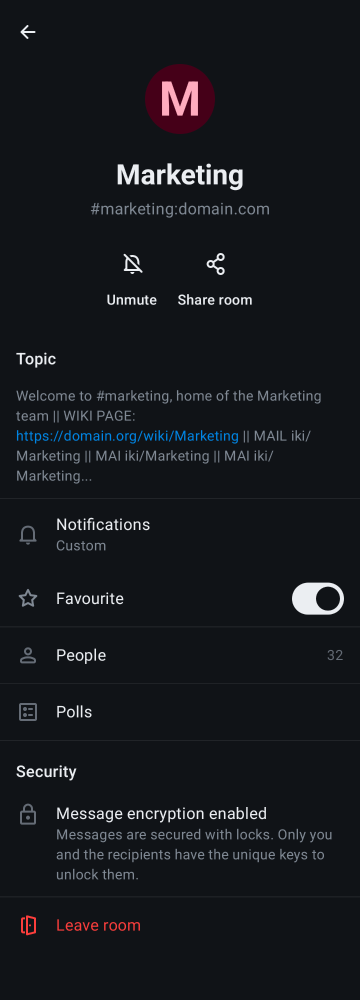 M
Marketing
#marketing:domain.com
Unmute
Share room
Topic
Welcome to #marketing, home of the Marketing
team || WIKI PAGE:
https://domain.org/wiki/Marketing || MAIL iki/
Marketing || MAI iki/Marketing || MAI iki/
Marketing...
Notifications
Custom
Favourite
People 32
Polls
Security
Message encryption enabled
Messages are secured with locks. Only you
and the recipients have the unique keys to
unlock them.
Leave room